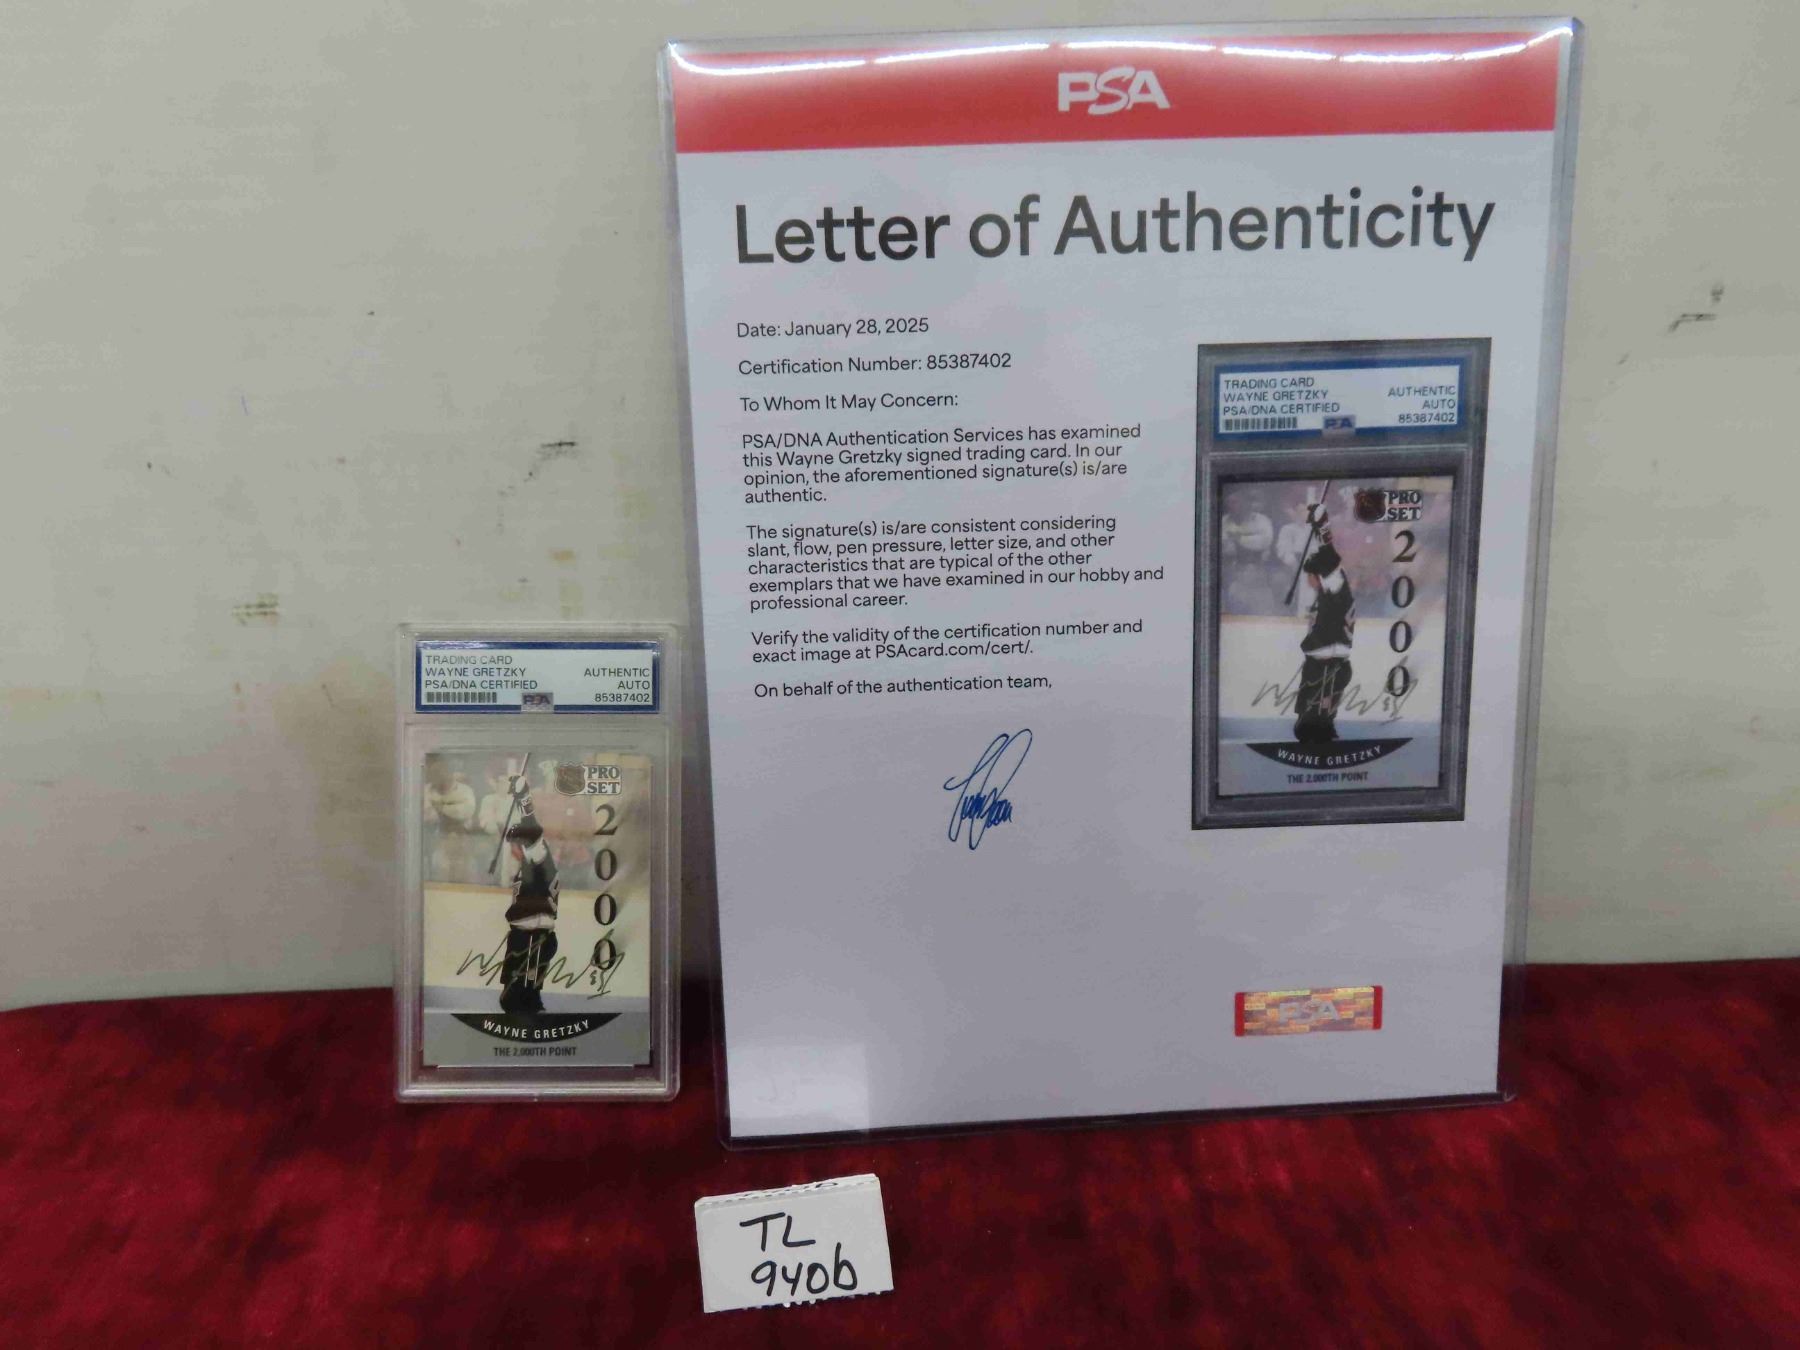 PSA
Letter of Authenticity
Date: January 28, 2025
Certification Number: 85387402
To Whom It May Concern:
PSA/DNA Authentication Services has examined
this Wayne Gretzky signed trading card. In our
opinion, the aforementioned signature(s) is/are
authentic.
The signature(s) is/are consistent considering
slant, flow, pen pressure, letter size, and other
characteristics that are typical of the other
exemplars that we have examined in our hobby and
professional career.
Verify the validity of the certification number and
exact image at PSAcard.com/cert/.
On behalf of the authentication team,
TRADING CARD
WAYNE GRETZKY
PSA/DNA CERTIFIED
AUTHENTIC
AUTO
85387402
PSA
PRO
SET
2000
WAYNE GRETZKY
THE 2,000TH POINT
PSA
TRADING CARD
WAYNE GRETZKY
PSA/DNA CERTIFIED
AUTHENTIC
AUTO
85387402
PSA
PRO
SET
2000
WAYNE GRETZKY
THE 2,000TH POINT
TL
940b